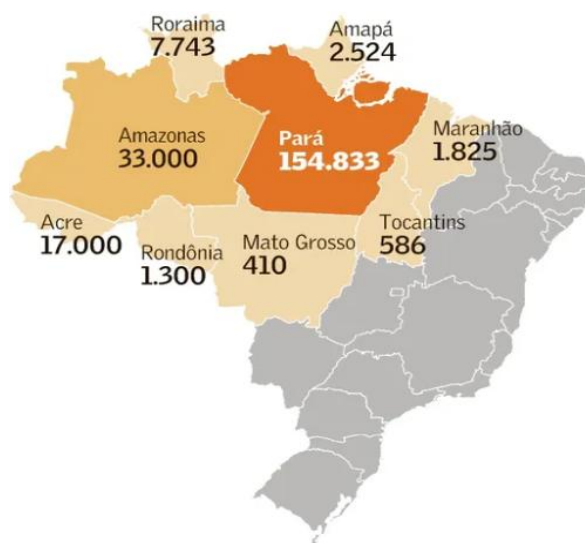 Roraima
7.743
Amapá
2.524
Amazonas
33.000
Pará
154.833
Maranhão
1.825
Acre
17.000
Rondônia
1.300
Mato Grosso
410
Tocantins
586